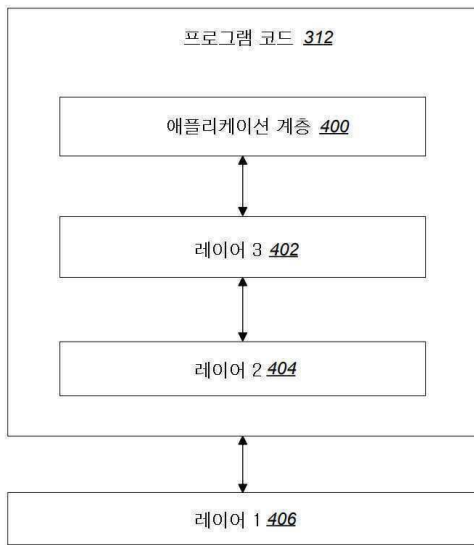 프로그램 코드 312
애플리케이션 계층 400
레이어 3 402
레이어 2 404
레이어 1 406